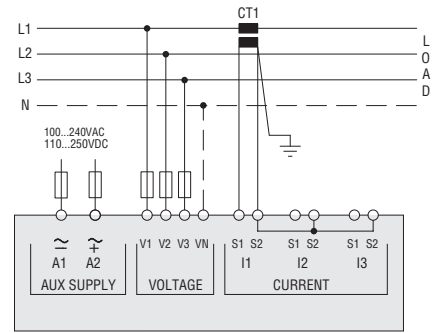 CT1
L1
L2
L3
N
L
O
A
D
100...240VAC
110...250VDC
V1 V2 V3 VN
S1 S2 S1 S2 S1 S2
A1 A2
I1 I2 I3
AUX SUPPLY VOLTAGE CURRENT